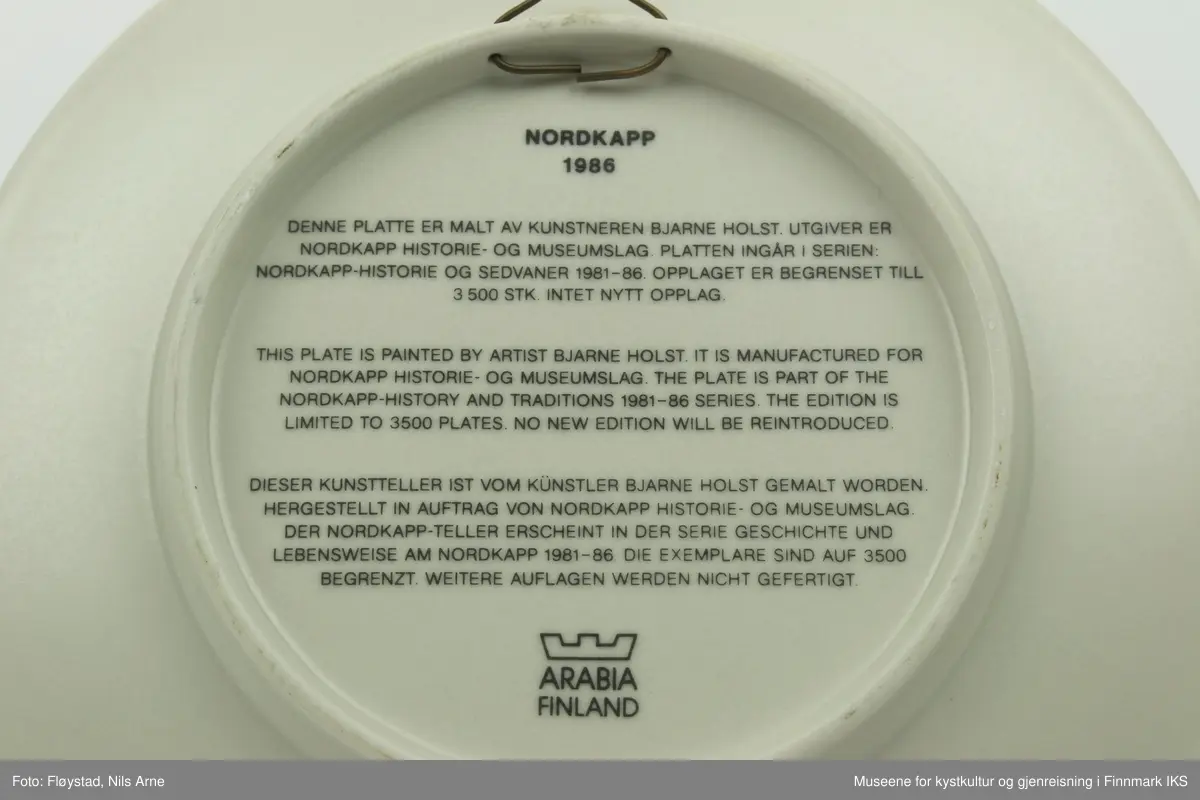 NORDKAPP
1986
DENNE PLATTE ER MALT AV KUNSTNEREN BJARNE HOLST. UTGIVER ER
NORDKAPP HISTORIE- OG MUSEUMSLAG. PLATTEN INGÅR I SERIEN:
NORDKAPP-HISTORIE OG SEDVANER 1981-86. OPPLAGET ER BEGRENSET TILL
3 500 STK. INTET NYTT OPPLAG.
THIS PLATE IS PAINTED BY ARTIST BJARNE HOLST. IT IS MANUFACTURED FOR
NORDKAPP HISTORIE- OG MUSEUMSLAG. THE PLATE IS PART OF THE
NORDKAPP-HISTORY AND TRADITIONS 1981-86 SERIES. THE EDITION IS
LIMITED TO 3500 PLATES. NO NEW EDITION WILL BE REINTRODUCED.
DIESER KUNSTTELLER IST VOM KÜNSTLER BJARNE HOLST GEMALT WORDEN.
HERGESTELLT IN AUFTRAG VON NORDKAPP HISTORIE- OG MUSEUMSLAG.
DER NORDKAPP-TELLER ERSCHEINT IN DER SERIE GESCHICHTE UND
LEBENSWEISE AM NORDKAPP 1981-86 DIE EXEMPLARE SIND AUF 3500
BEGRENZT. WEITERE AUFLAGEN WERDEN NICHT GEFERTIGT.
ARABIA
FINLAND
Foto: Fløystad, Nils Arne
Museene for kystkultur og gjenreisning i Finnmark IKS